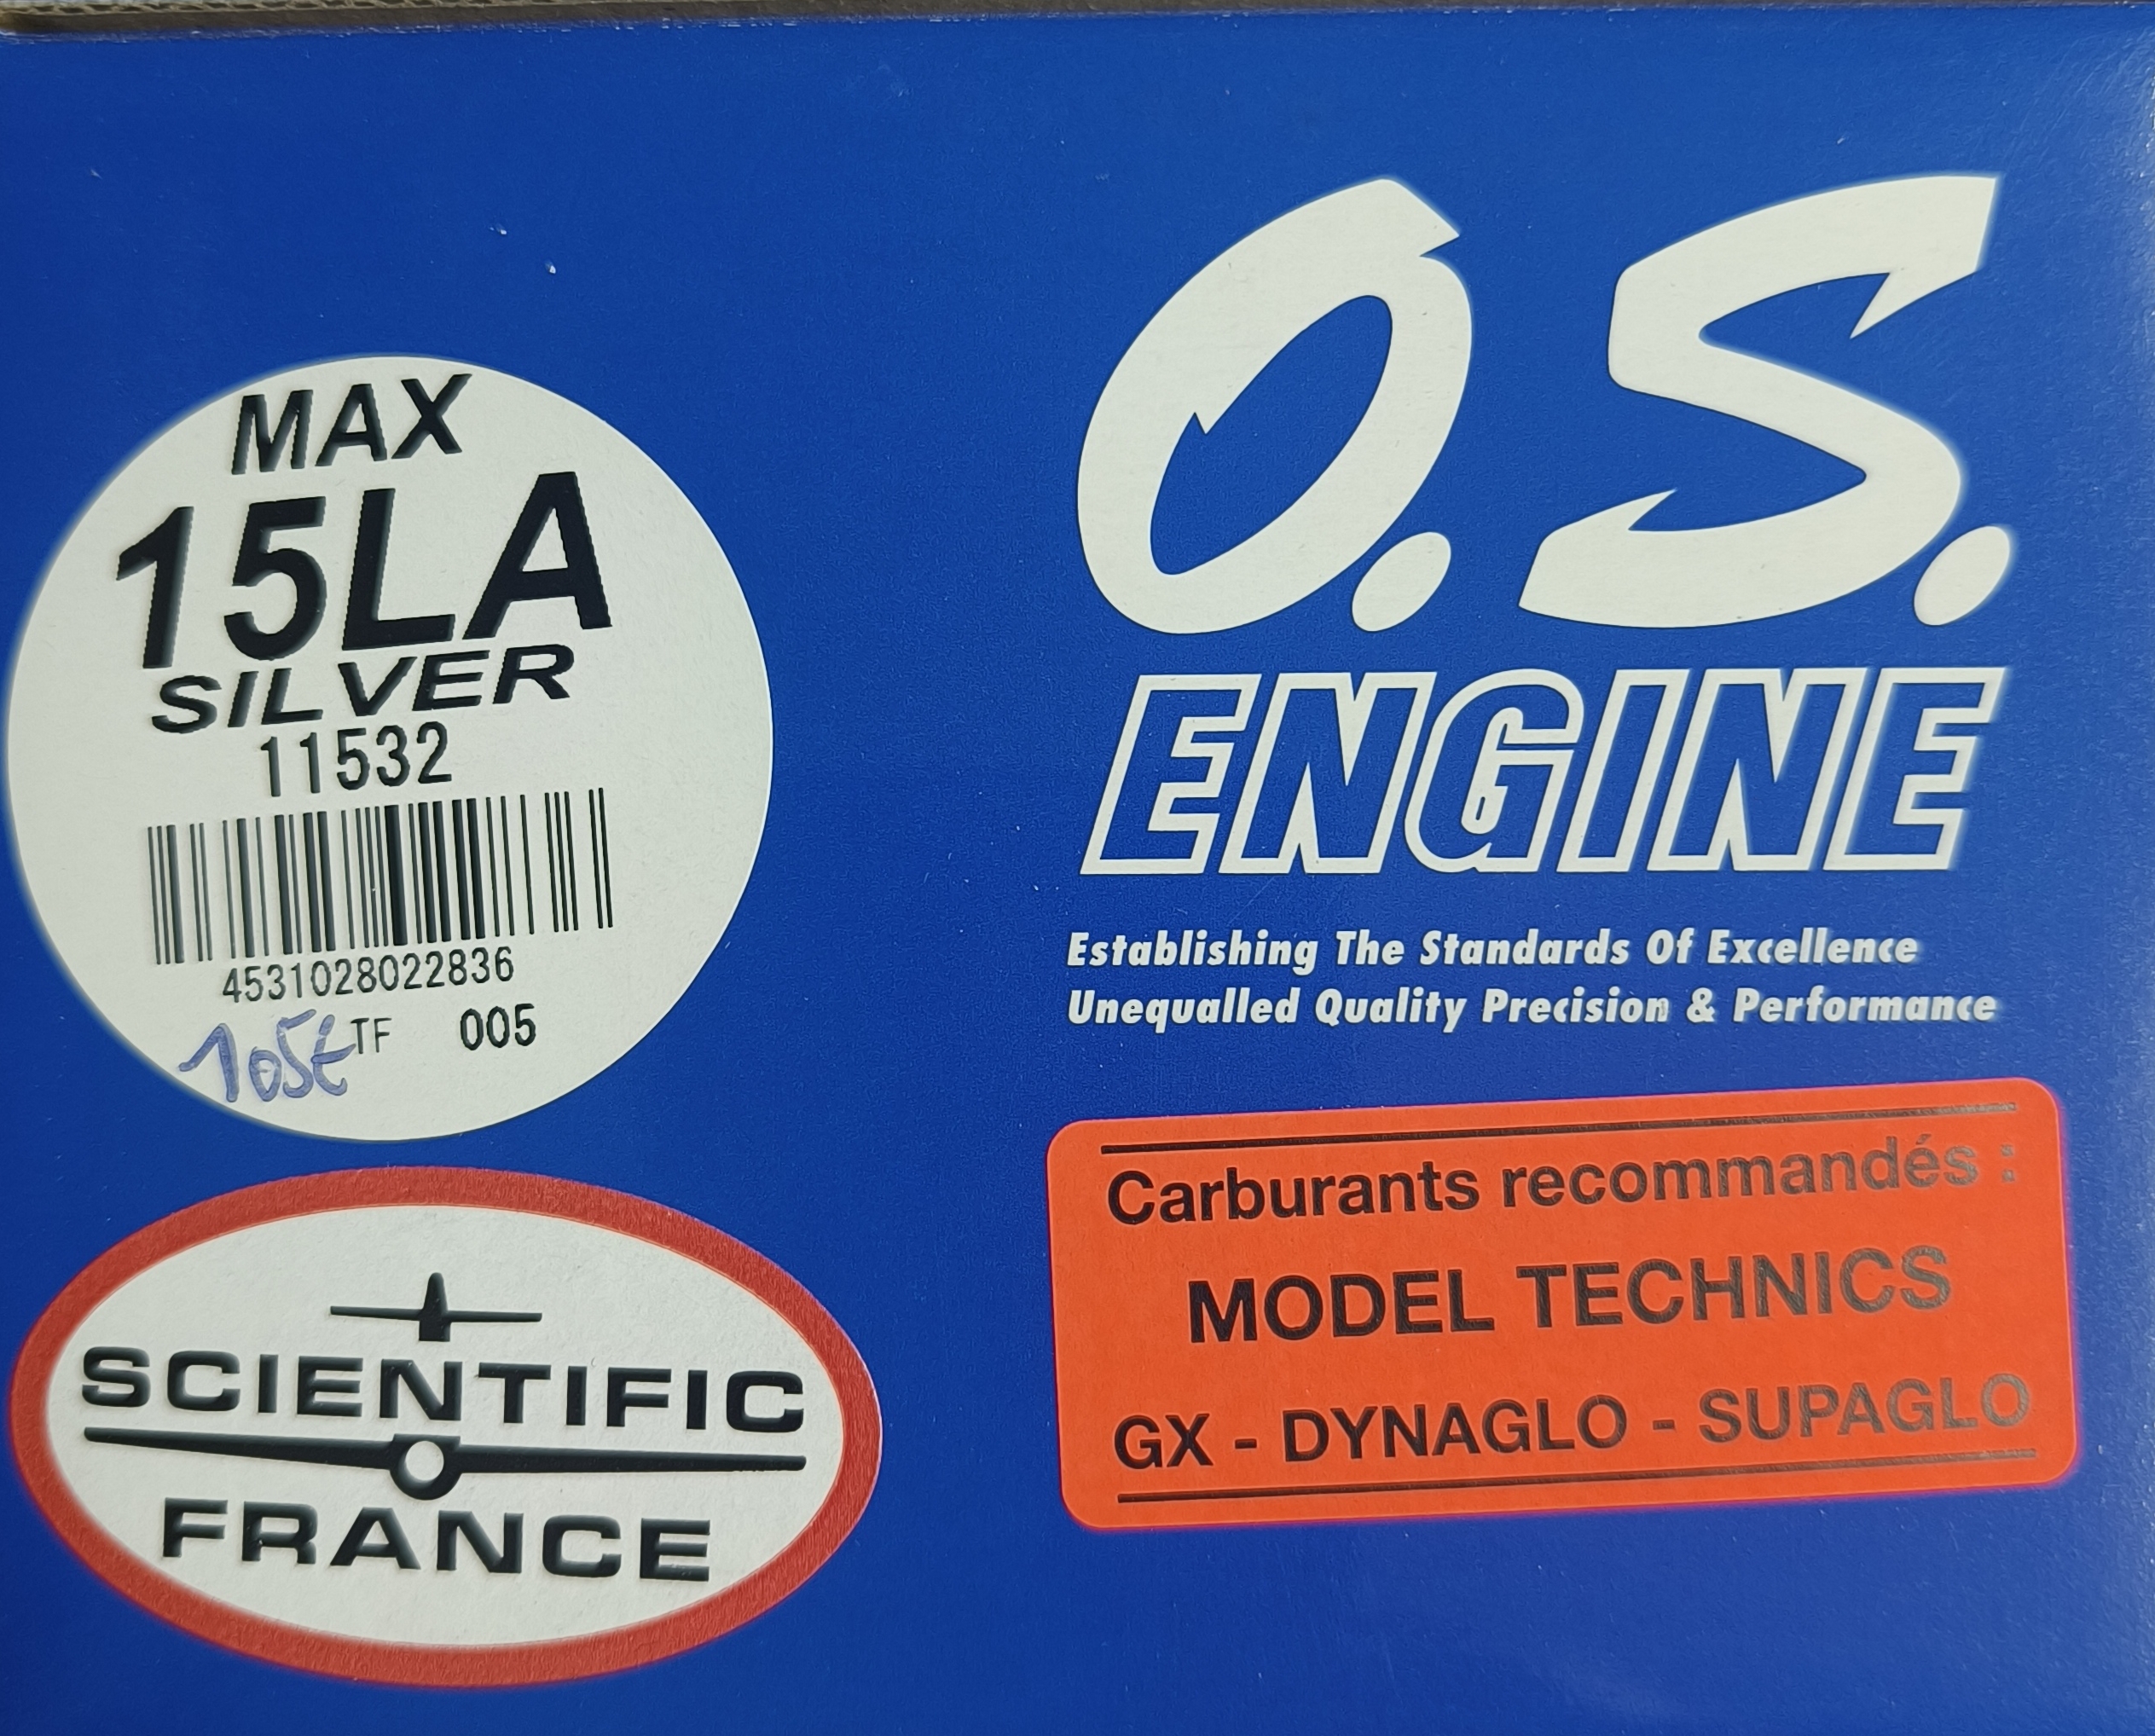 MAX
15LA
SILVER
11532
4531028022836
TF 005
105€
SCIENTIFIC
FRANCE
O.S.
ENGINE
Establishing The Standards Of Excellence
Unequalled Quality Precision & Performance
Carburants recommandés :
MODEL TECHNICS
GX - DYNAGLO - SUPAGLO